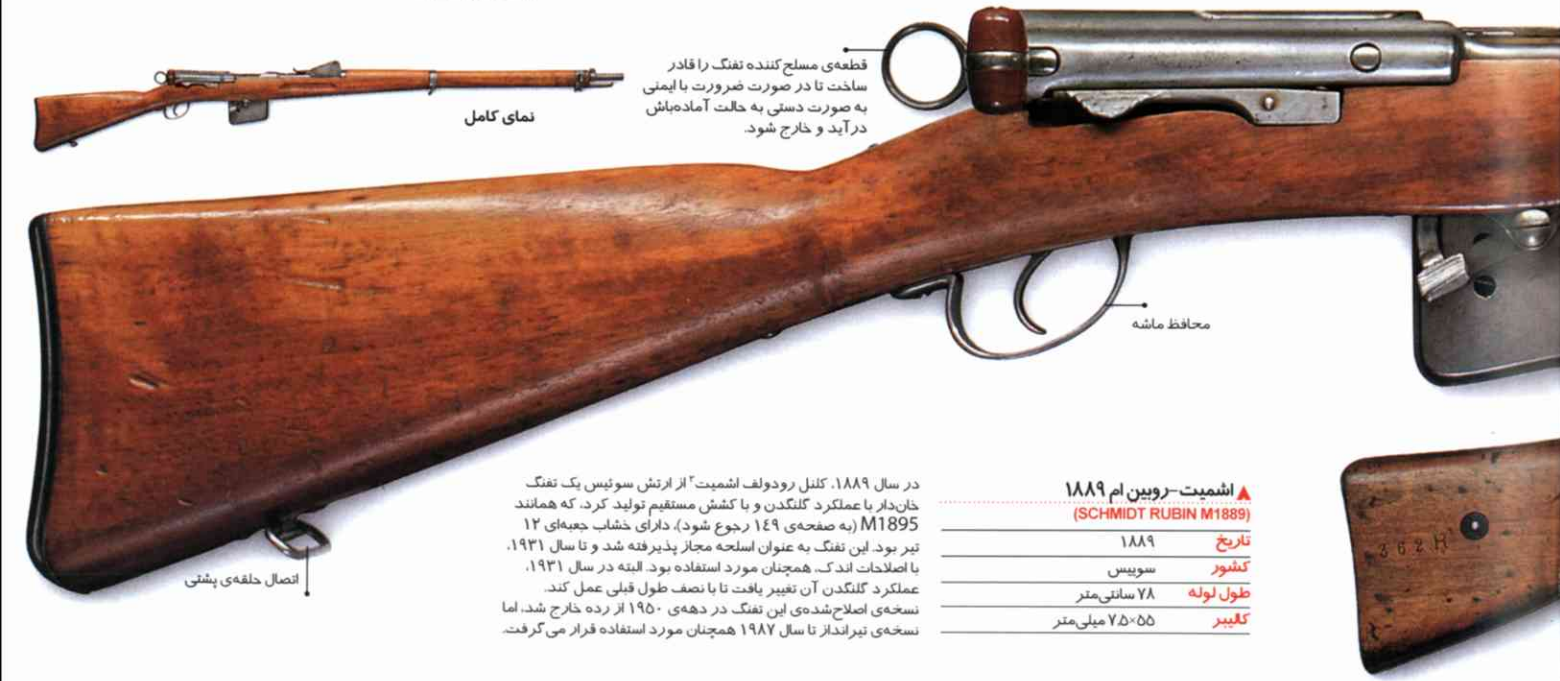 قطعه‌ی مسلح‌کننده تفنگ را قادر
ساخت تا در صورت ضرورت با ایمنی
به صورت دستی به حالت آماده‌باش
درآید و خارج شود.
نمای کامل
محافظ ماشه
اتصال حلقه‌ی پشتی
▲ اشمیت-روبین ام ۱۸۸۹
(SCHMIDT RUBIN M1889)
تاریخ ۱۸۸۹
کشور سوییس
طول لوله ۷۸ سانتی‌متر
کالیبر ۷.۵×۵۵ میلی‌متر
در سال ۱۸۸۹، کلنل رودولف اشمیت۳ از ارتش سوئیس یک تفنگ
خان‌دار با عملکرد گلنگدن و با کشش مستقیم تولید کرد، که همانند
M1895 (به صفحه‌ی ۱٤۹ رجوع شود)، دارای خشاب جعبه‌ای ۱۲
تیر بود. این تفنگ به عنوان اسلحه مجاز پذیرفته شد و تا سال ۱۹۳۱،
با اصلاحات اندک، همچنان مورد استفاده بود. البته در سال ۱۹۳۱،
عملکرد گلنگدن آن تغییر یافت تا با نصف طول قبلی عمل کند.
نسخه‌ی اصلاح‌شده‌ی این تفنگ در دهه‌ی ۱۹۵۰ از رده خارج شد، اما
نسخه‌ی تیرانداز تا سال ۱۹۸۷ همچنان مورد استفاده قرار می‌گرفت.